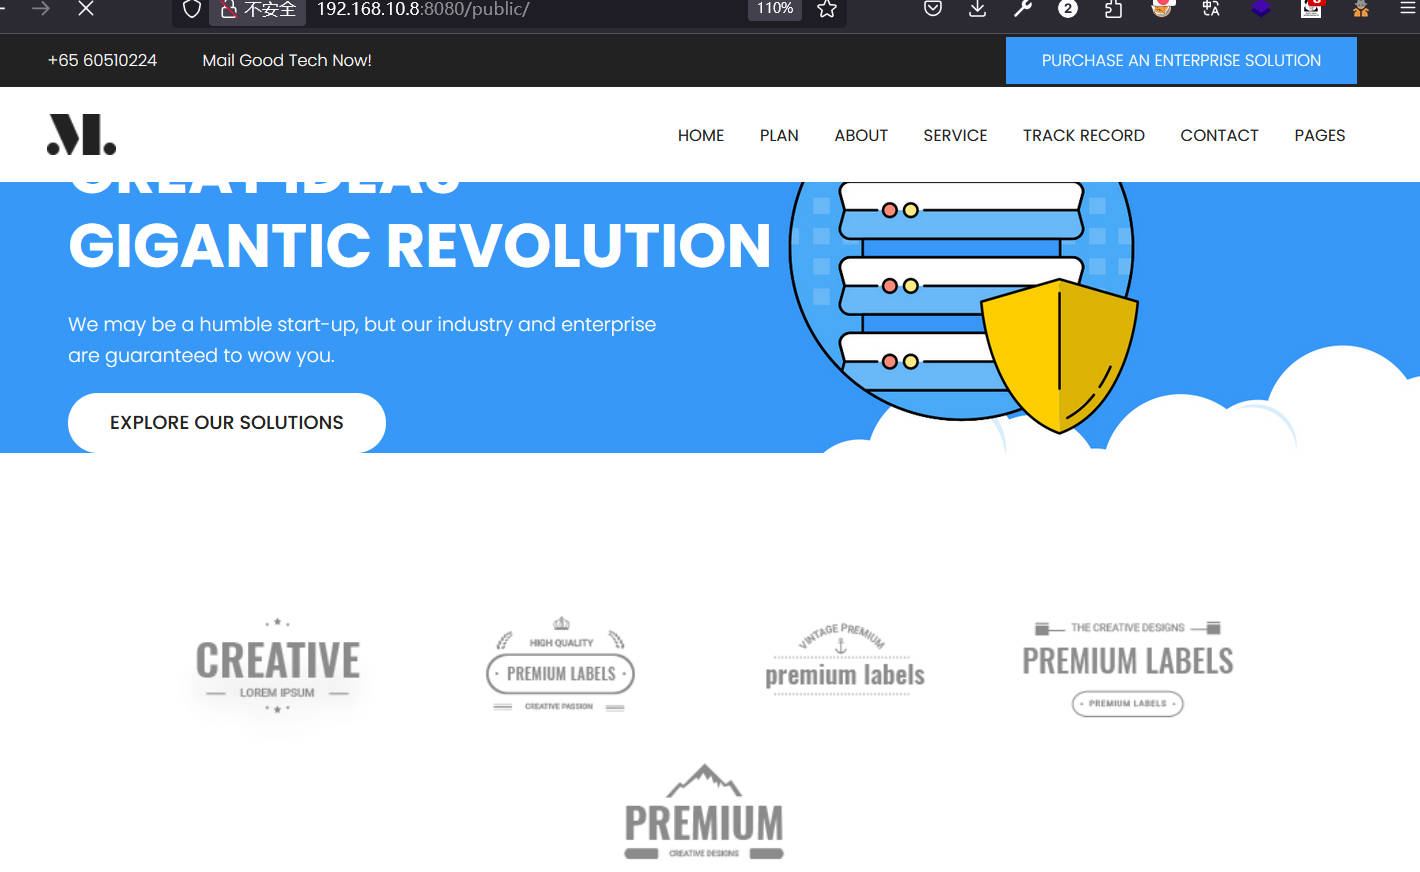 不安全 192.168.10.8:8080/public/ 110% 2
+65 60510224 Mail Good Tech Now! PURCHASE AN ENTERPRISE SOLUTION
HOME PLAN ABOUT SERVICE TRACK RECORD CONTACT PAGES
GREAT IDEAS
GIGANTIC REVOLUTION
We may be a humble start-up, but our industry and enterprise
are guaranteed to wow you.
EXPLORE OUR SOLUTIONS
CREATIVE
LOREM IPSUM
HIGH QUALITY
PREMIUM LABELS
CREATIVE PASSION
VINTAGE PREMIUM
premium labels
THE CREATIVE DESIGNS
PREMIUM LABELS
PREMIUM LABELS
PREMIUM
CREATIVE DESIGNS